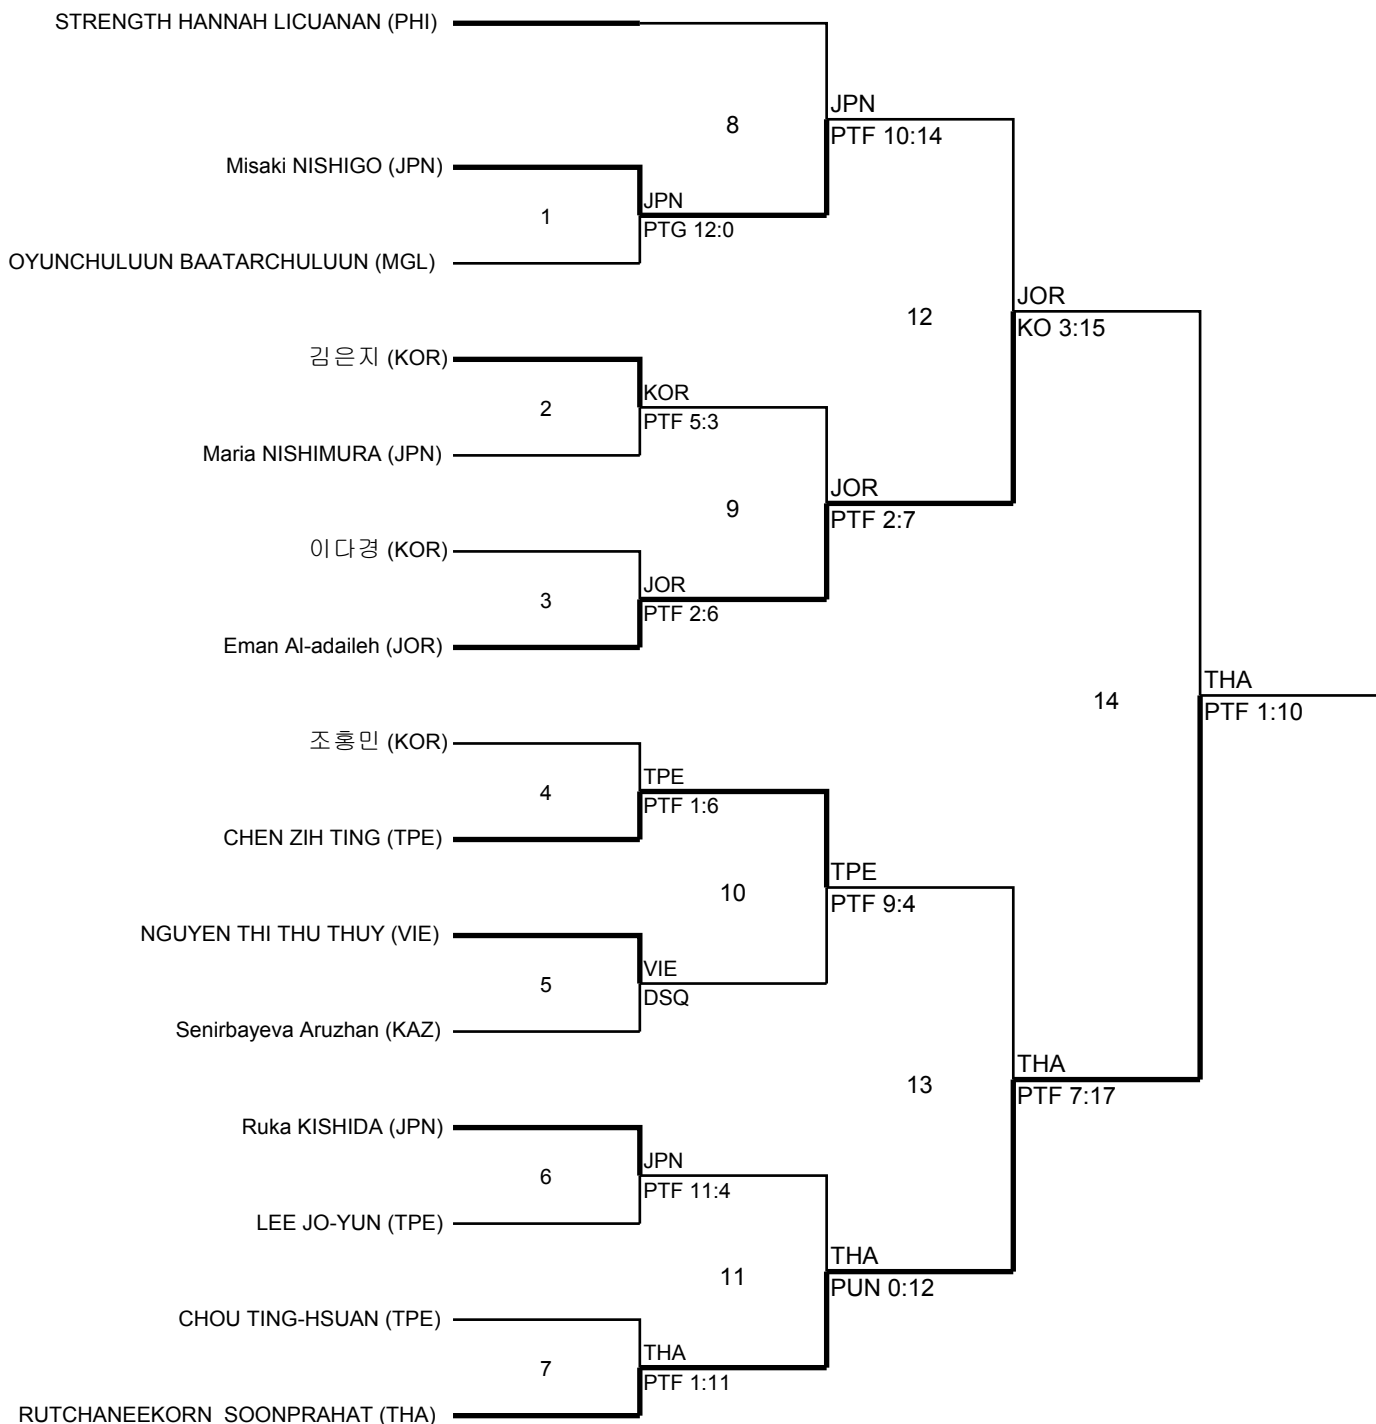 STRENGTH HANNAH LICUANAN (PHI)
JPN
8
PTF 10:14
Misaki NISHIGO (JPN)
JPN
1
PTG 12:0
OYUNCHULUUN BAATARCHULUUN (MGL)
JOR
12
KO 3:15
김은지 (KOR)
KOR
2
PTF 5:3
Maria NISHIMURA (JPN)
JOR
9
PTF 2:7
이다경 (KOR)
JOR
3
PTF 2:6
Eman Al-adaileh (JOR)
THA
14
PTF 1:10
조홍민 (KOR)
TPE
4
PTF 1:6
CHEN ZIH TING (TPE)
TPE
10
PTF 9:4
NGUYEN THI THU THUY (VIE)
VIE
5
DSQ
Senirbayeva Aruzhan (KAZ)
THA
13
PTF 7:17
Ruka KISHIDA (JPN)
JPN
6
PTF 11:4
LEE JO-YUN (TPE)
THA
11
PUN 0:12
CHOU TING-HSUAN (TPE)
THA
7
PTF 1:11
RUTCHANEEKORN SOONPRAHAT (THA)